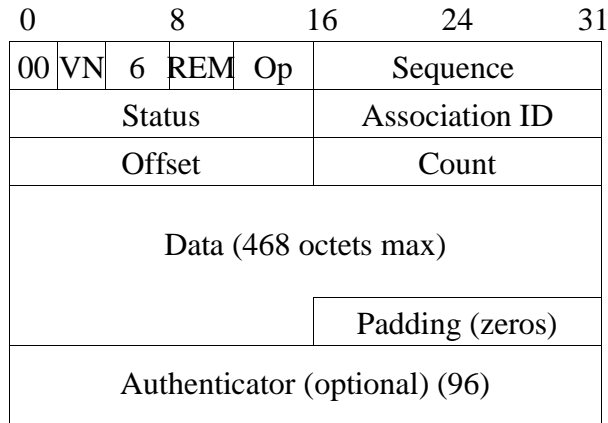 0 8 16 24 31
00 VN 6 REM Op Sequence
Status Association ID
Offset Count
Data (468 octets max)
Padding (zeros)
Authenticator (optional) (96)